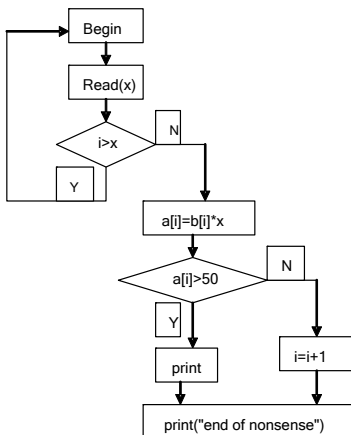 Begin
Read(x)
i>x
N
Y
a[i]=b[i]*x
a[i]>50
N
Y
print
i=i+1
print("end of nonsense")